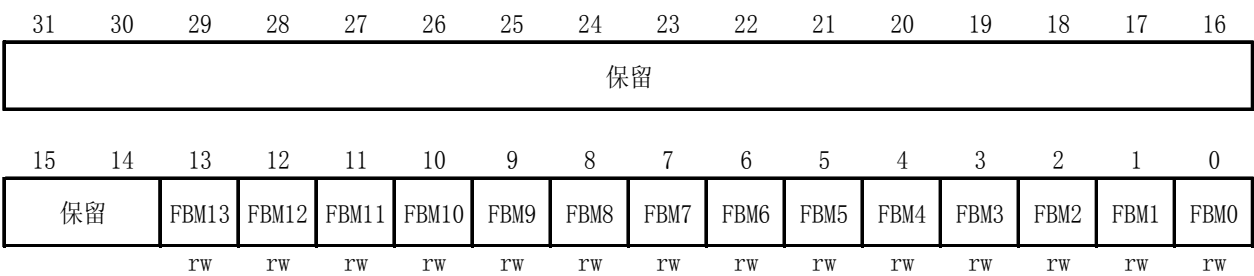 31 30 29 28 27 26 25 24 23 22 21 20 19 18 17 16
保留
15 14 13 12 11 10 9 8 7 6 5 4 3 2 1 0
保留 FBM13 FBM12 FBM11 FBM10 FBM9 FBM8 FBM7 FBM6 FBM5 FBM4 FBM3 FBM2 FBM1 FBM0
rw rw rw rw rw rw rw rw rw rw rw rw rw rw